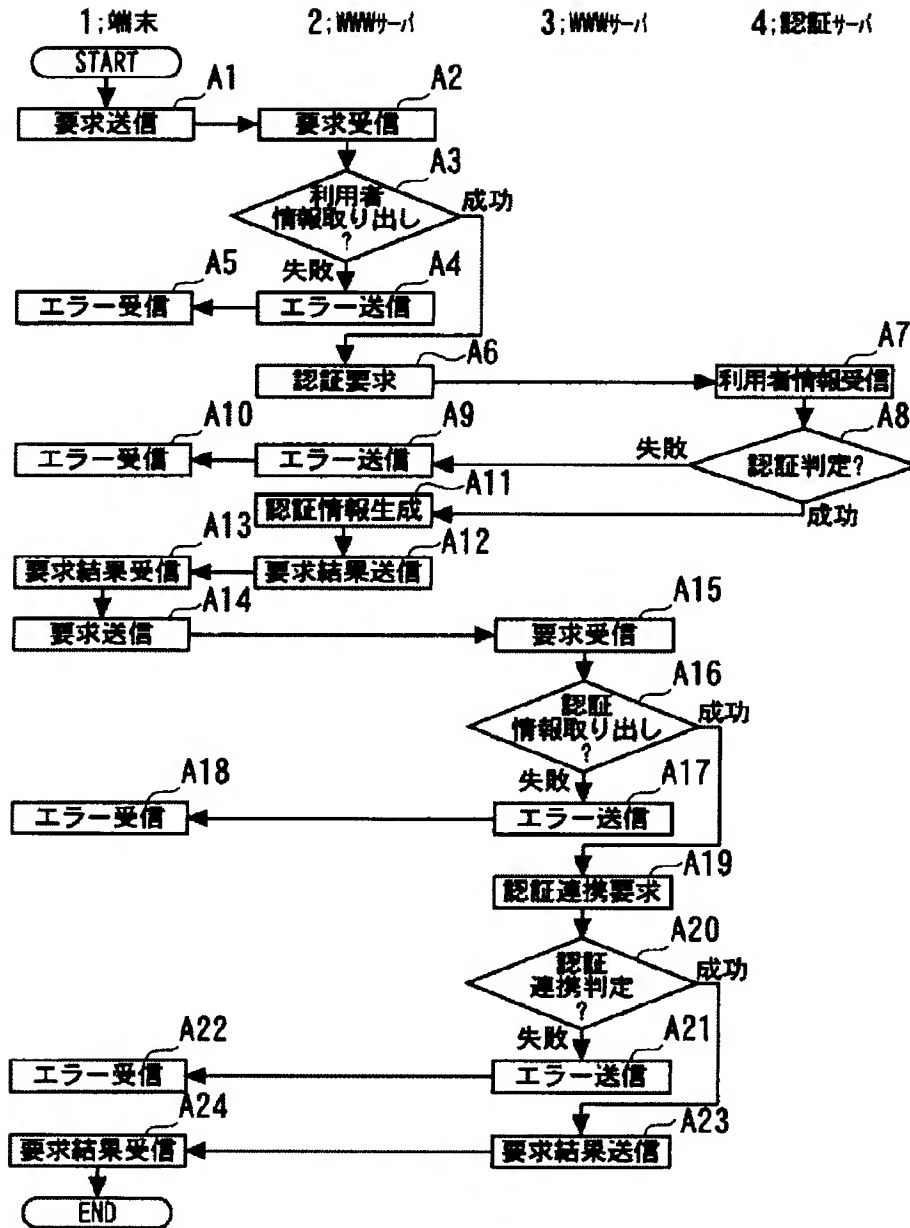 1;端末 2;WWWサーバ 3;WWWサーバ 4;認証サーバ
START
A1 A2
要求送信 要求受信
A3
利用者
情報取り出し
?
成功
失敗
A5 A4
エラー受信 エラー送信
A6 A7
認証要求 利用者情報受信
A10 A9 A8
エラー受信 エラー送信 失敗 認証判定?
A11
認証情報生成 成功
A13 A12
要求結果受信 要求結果送信
A14 A15
要求送信 要求受信
A16
認証
情報取り出し
?
成功
失敗
A18 A17
エラー受信 エラー送信
A19
認証連携要求
A20
認証
連携判定
?
成功
失敗
A22 A21
エラー受信 エラー送信
A24 A23
要求結果受信 要求結果送信
END